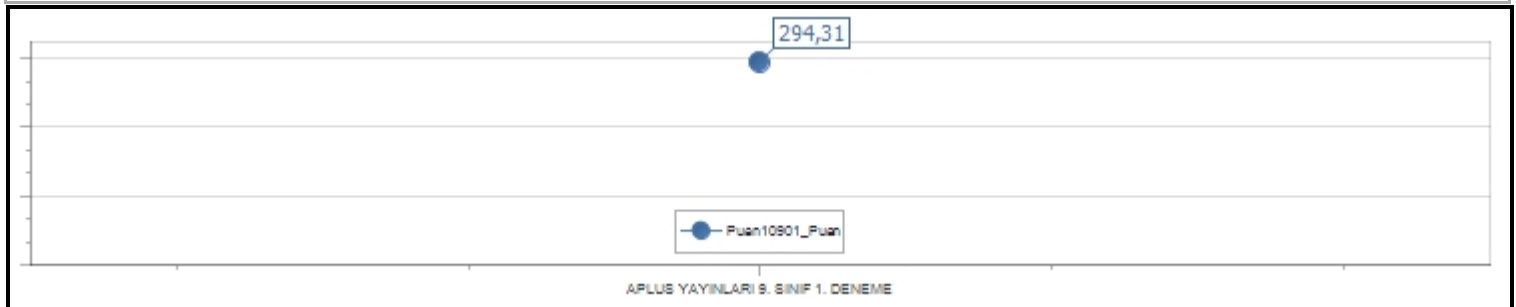 294,31
Puan10901_Puan
APLUS YAYINLARI 9. SINIF 1. DENEME